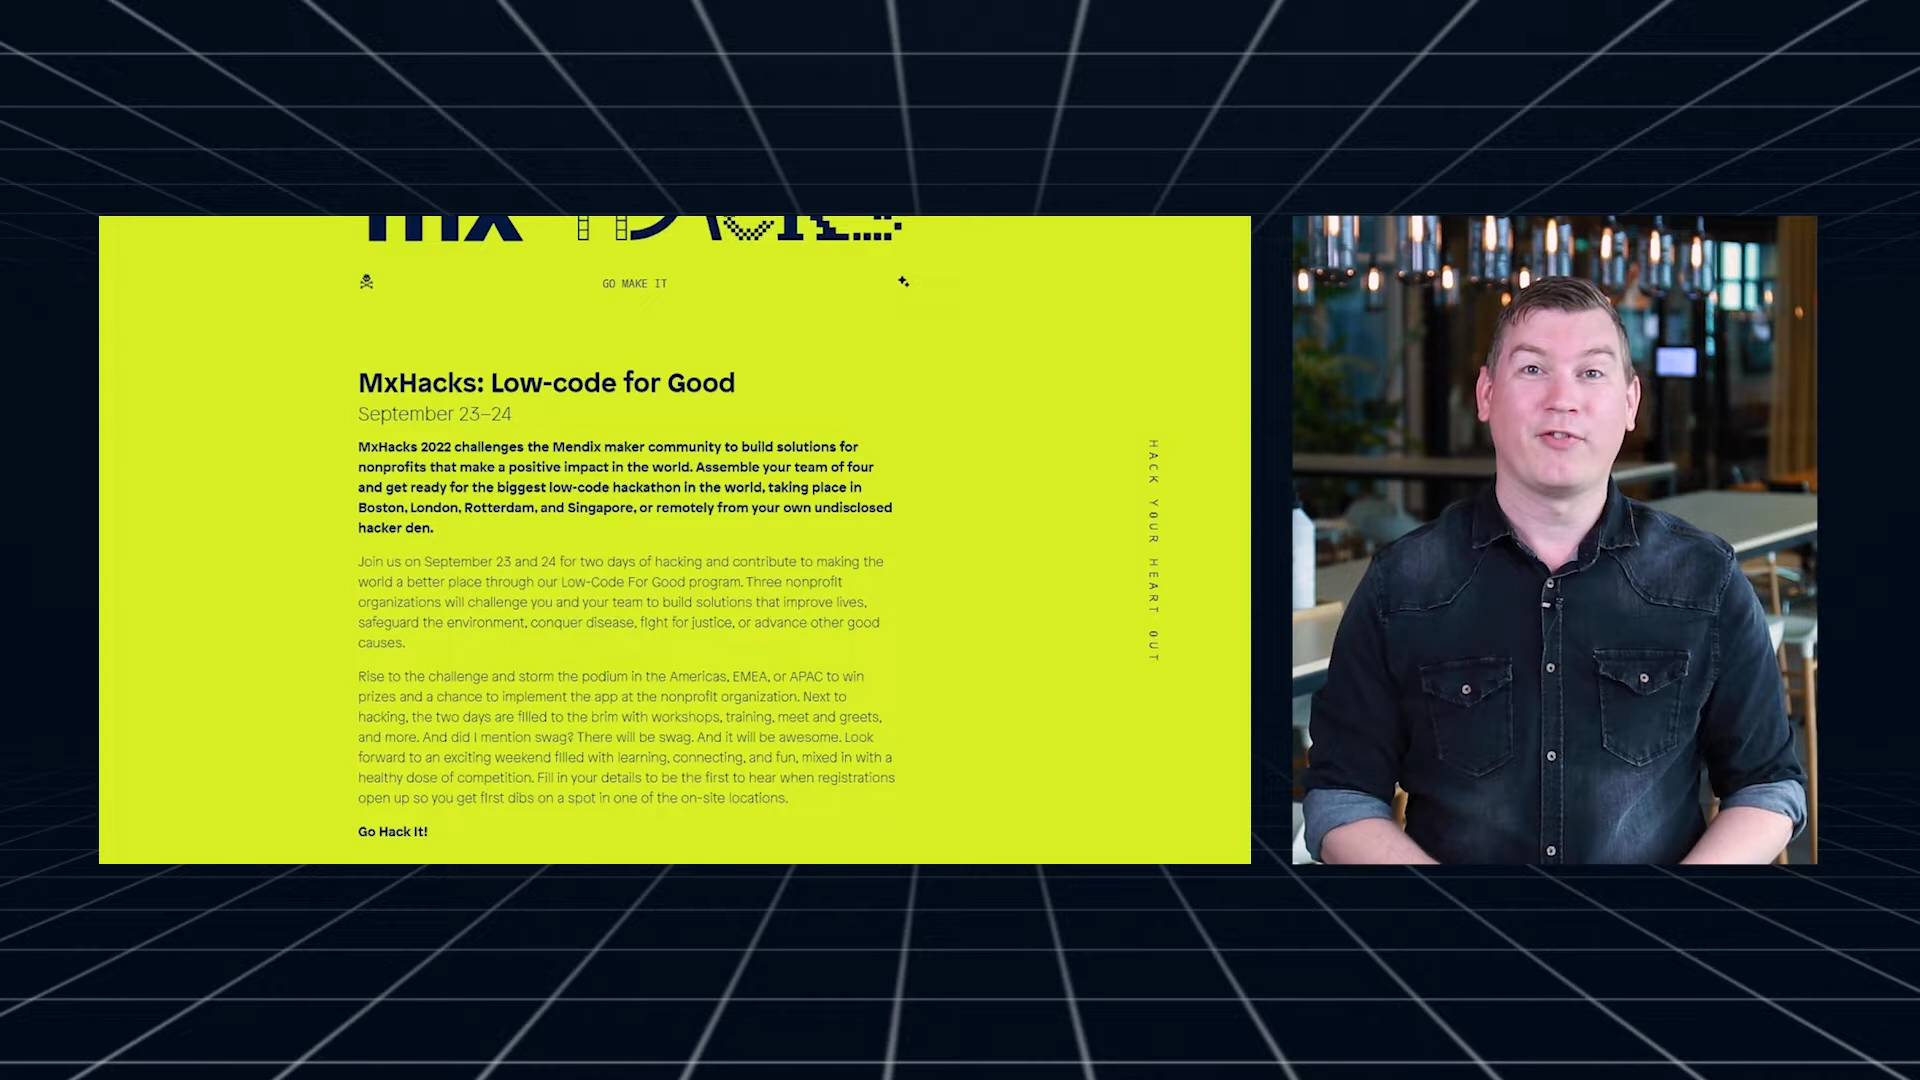 mx HACKS
GO MAKE IT
MxHacks: Low-code for Good
September 23–24
MxHacks 2022 challenges the Mendix maker community to build solutions for
nonprofits that make a positive impact in the world. Assemble your team of four
and get ready for the biggest low-code hackathon in the world, taking place in
Boston, London, Rotterdam, and Singapore, or remotely from your own undisclosed
hacker den.
Join us on September 23 and 24 for two days of hacking and contribute to making the
world a better place through our Low-Code For Good program. Three nonprofit
organizations will challenge you and your team to build solutions that improve lives,
safeguard the environment, conquer disease, fight for justice, or advance other good
causes.
Rise to the challenge and storm the podium in the Americas, EMEA, or APAC to win
prizes and a chance to implement the app at the nonprofit organization. Next to
hacking, the two days are filled to the brim with workshops, training, meet and greets,
and more. And did I mention swag? There will be swag. And it will be awesome. Look
forward to an exciting weekend filled with learning, connecting, and fun, mixed in with a
healthy dose of competition. Fill in your details to be the first to hear when registrations
open up so you get first dibs on a spot in one of the on-site locations.
Go Hack It!
HACK YOUR HEART OUT